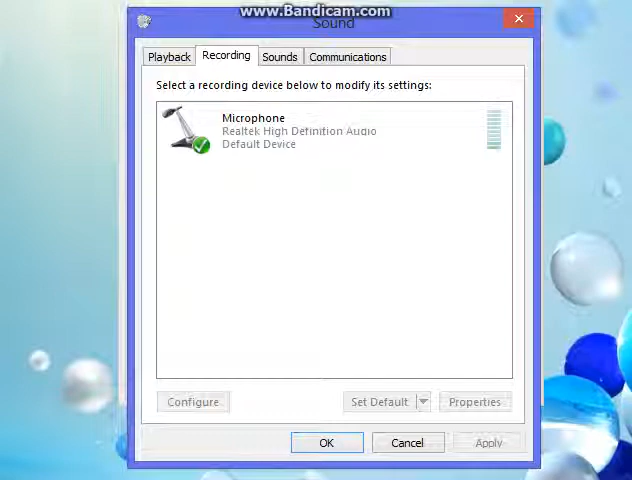 www.Bandicam.com
Sound
Playback Recording Sounds Communications
Select a recording device below to modify its settings:
Microphone
Realtek High Definition Audio
Default Device
Configure Set Default Properties
OK Cancel Apply